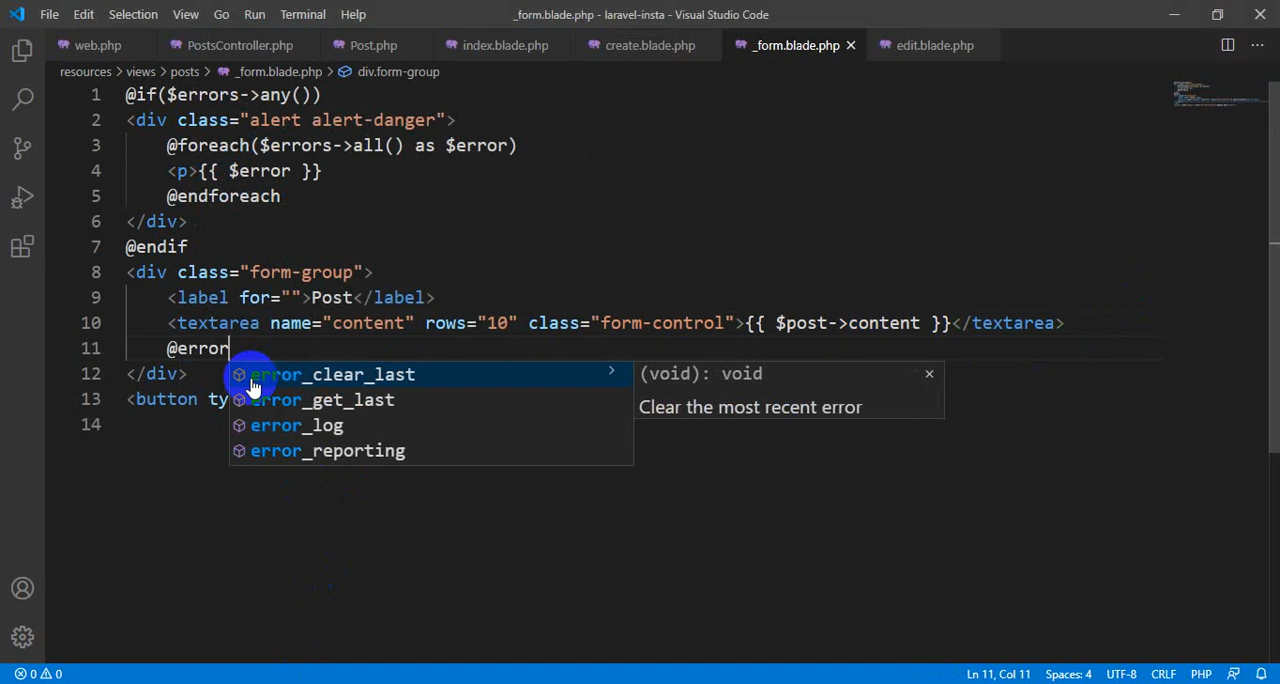 File Edit Selection View Go Run Terminal Help _form.blade.php - laravel-insta - Visual Studio Code
web.php PostsController.php Post.php index.blade.php create.blade.php _form.blade.php edit.blade.php
resources > views > posts > _form.blade.php > div.form-group
1 @if($errors->any())
2 <div class="alert alert-danger">
3 @foreach($errors->all() as $error)
4 <p>{{ $error }}
5 @endforeach
6 </div>
7 @endif
8 <div class="form-group">
9 <label for="">Post</label>
10 <textarea name="content" rows="10" class="form-control">{{ $post->content }}</textarea>
11 @error
12 </div> error_clear_last (void): void
13 <button ty error_get_last Clear the most recent error
14 error_log
error_reporting
0 0 Ln 11, Col 11 Spaces: 4 UTF-8 CRLF PHP